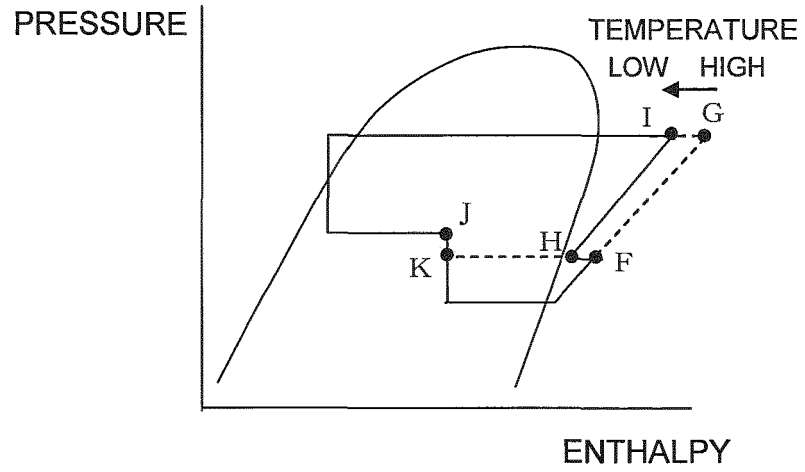 PRESSURE
TEMPERATURE
LOW HIGH
I G
J
H
K F
ENTHALPY